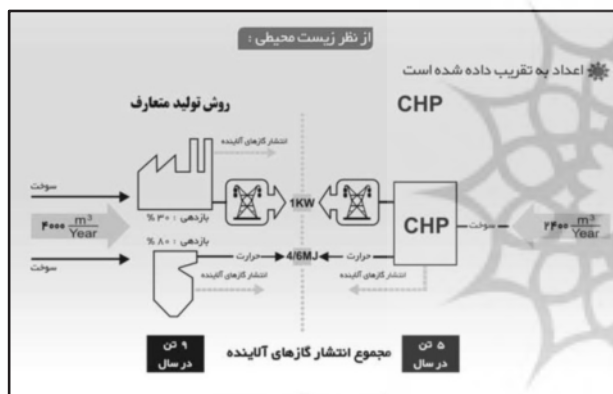 از نظر زیست محیطی :
اعداد به تقریب داده شده است
روش تولید متعارف
CHP
انتشار گازهای آلاینده
سوخت
۴۰۰۰ m³/Year
بازدهی : ۳۰ %
1KW
CHP
سوخت
۲۴۰۰ m³/Year
بازدهی : ۸۰ %
سوخت
حرارت
4/6MJ
حرارت
انتشار گازهای آلاینده
انتشار گازهای آلاینده
۹ تن
در سال
مجموع انتشار گازهای آلاینده
۵ تن
در سال